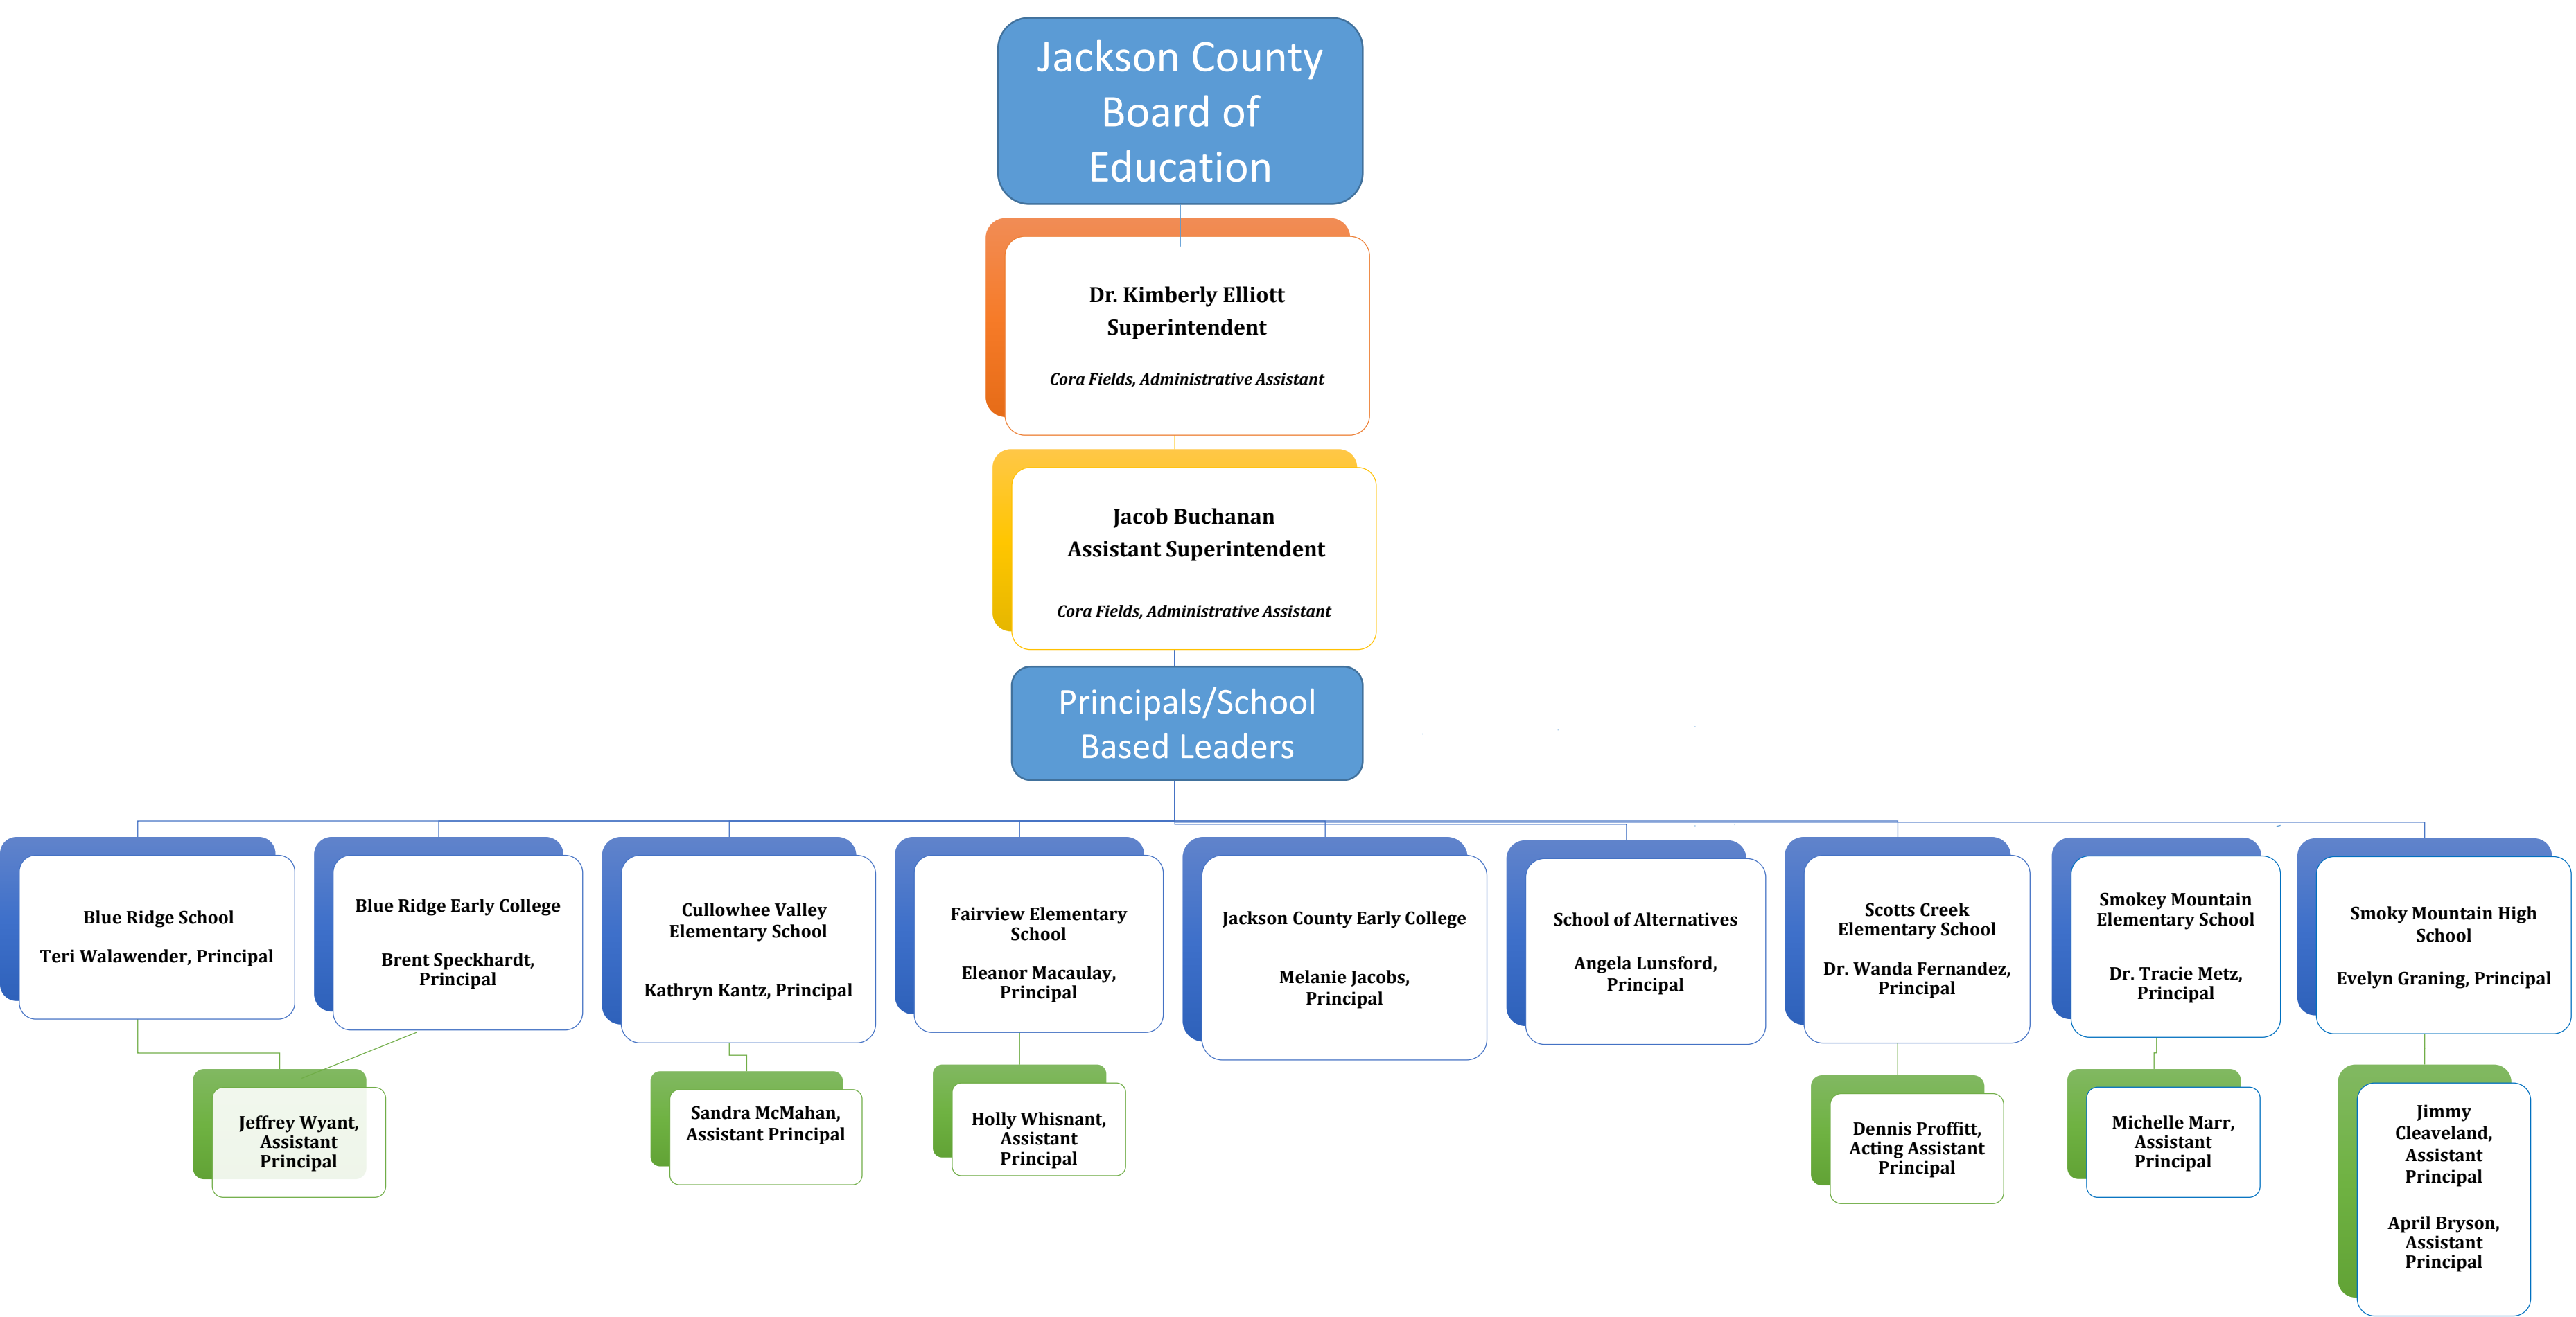 Jackson County
Board of
Education
Dr. Kimberly Elliott
Superintendent
Cora Fields, Administrative Assistant
Jacob Buchanan
Assistant Superintendent
Cora Fields, Administrative Assistant
Principals/School
Based Leaders
Blue Ridge School
Teri Walawender, Principal
Blue Ridge Early College
Brent Speckhardt,
Principal
Cullowhee Valley
Elementary School
Kathryn Kantz, Principal
Fairview Elementary
School
Eleanor Macaulay,
Principal
Jackson County Early College
Melanie Jacobs,
Principal
School of Alternatives
Angela Lunsford,
Principal
Scotts Creek
Elementary School
Dr. Wanda Fernandez,
Principal
Smokey Mountain
Elementary School
Dr. Tracie Metz,
Principal
Smoky Mountain High
School
Evelyn Graning, Principal
Jeffrey Wyant,
Assistant
Principal
Sandra McMahan,
Assistant Principal
Holly Whisnant,
Assistant
Principal
Dennis Proffitt,
Acting Assistant
Principal
Michelle Marr,
Assistant
Principal
Jimmy
Cleaveland,
Assistant
Principal
April Bryson,
Assistant
Principal